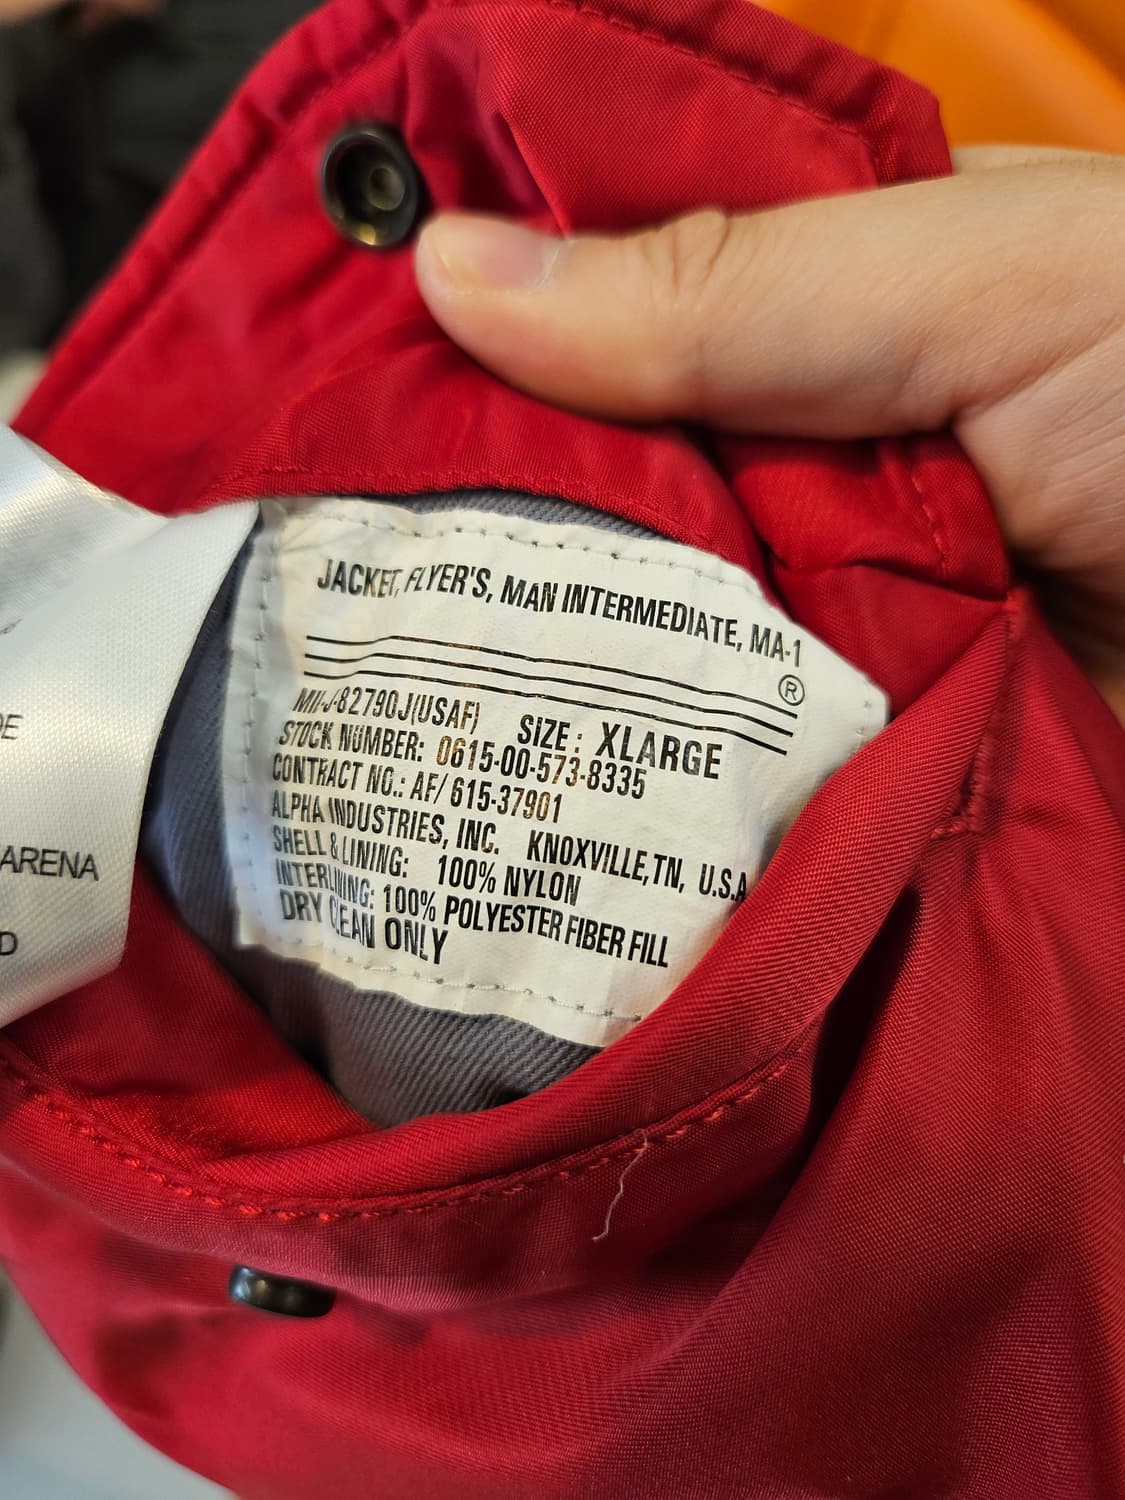 JACKET, FLYER'S, MAN INTERMEDIATE, MA-1
®
MIL-J-82790J(USAF) SIZE: XLARGE
STOCK NUMBER: 0615-00-573-8335
CONTRACT NO.: AF/615-37901
ALPHA INDUSTRIES, INC. KNOXVILLE, TN, U.S.A
SHELL & LINING: 100% NYLON
INTERLINING: 100% POLYESTER FIBER FILL
DRY CLEAN ONLY
ARENA